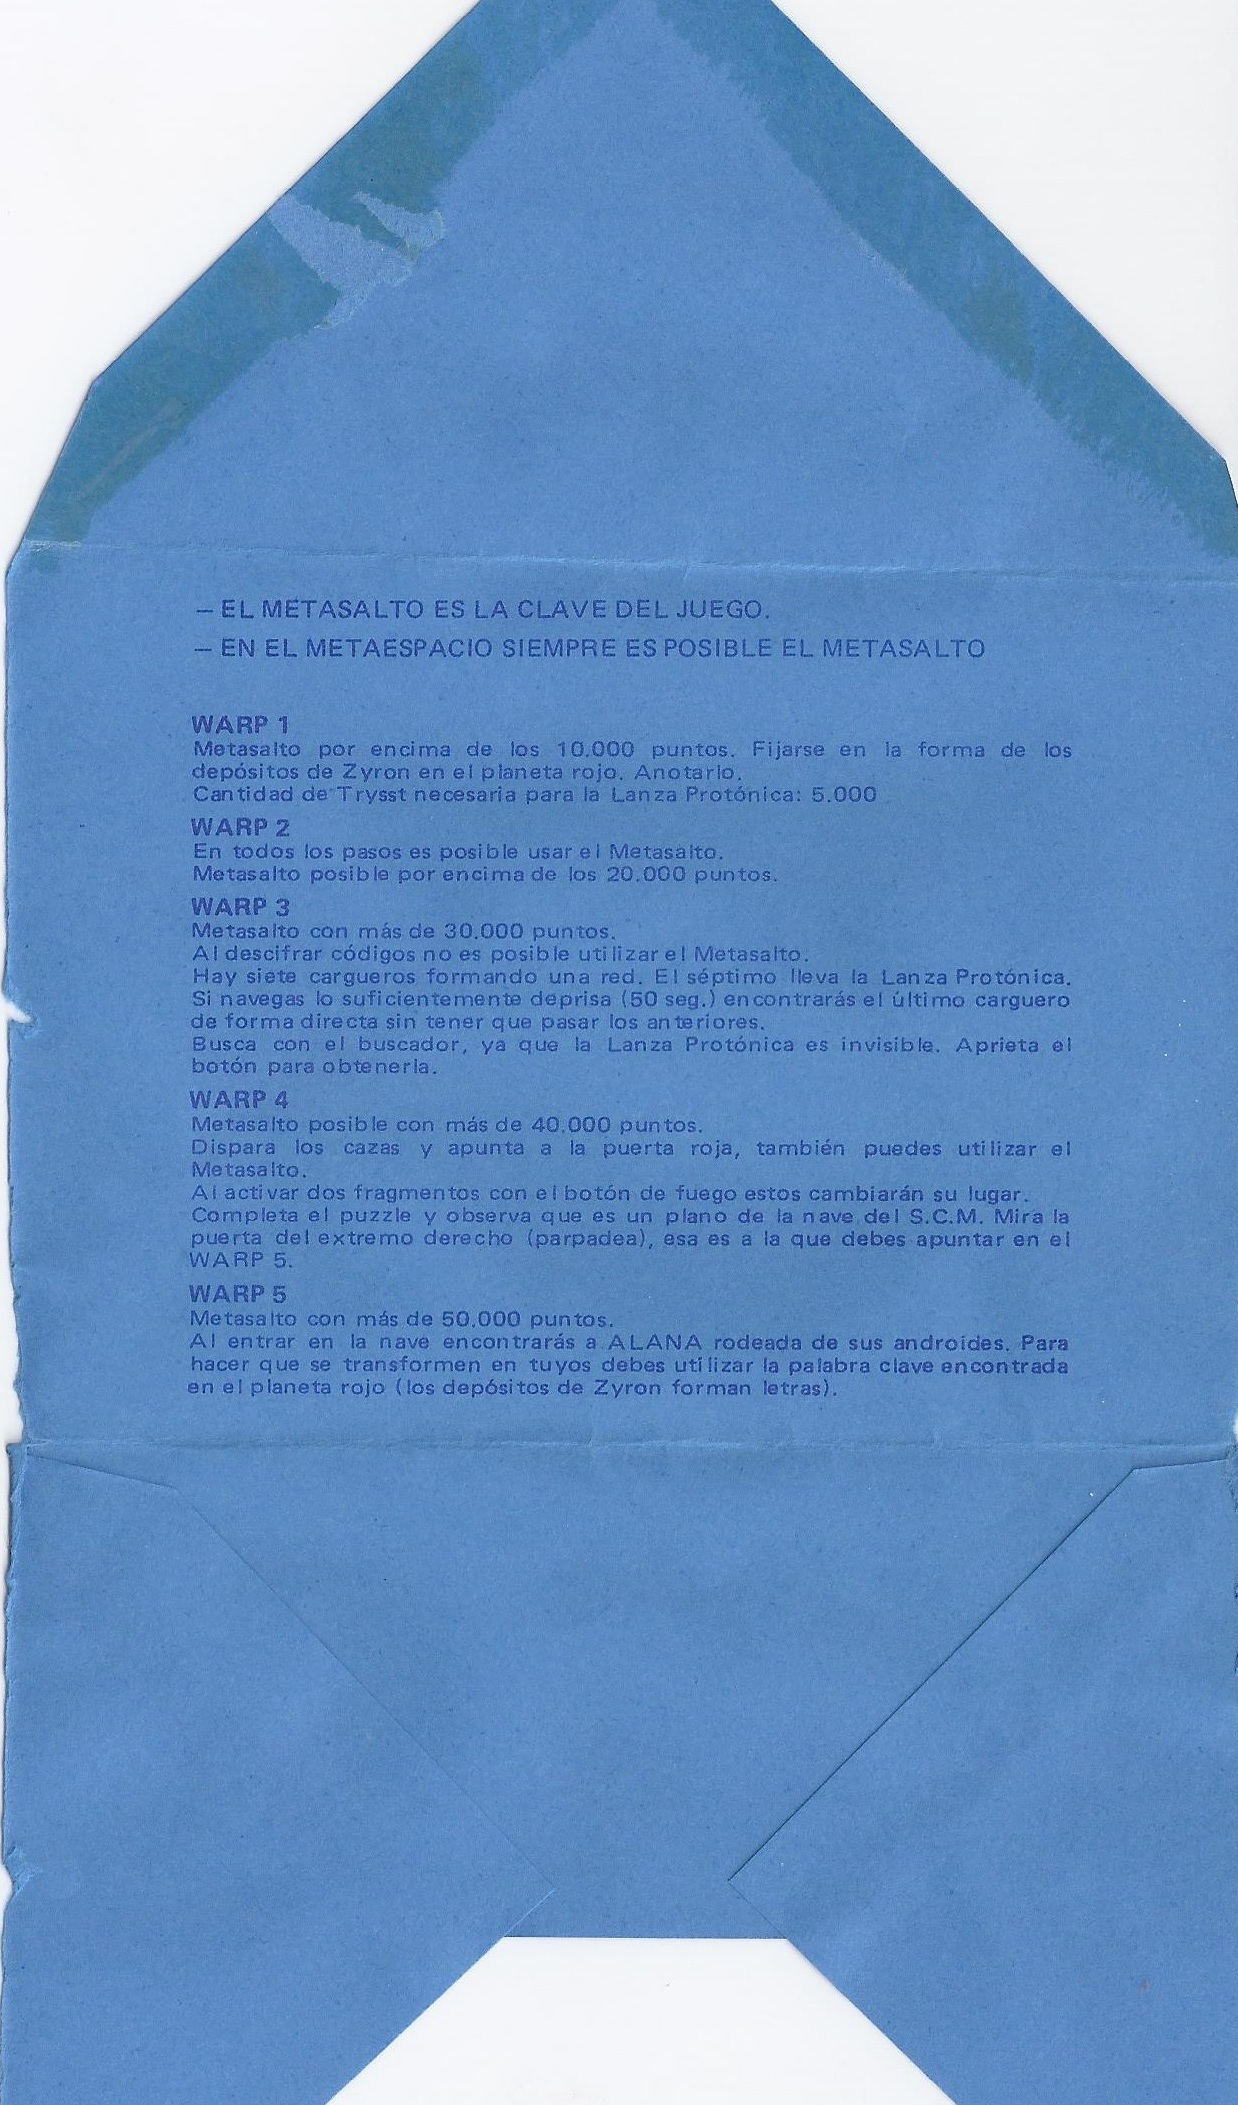 – EL METASALTO ES LA CLAVE DEL JUEGO.
– EN EL METAESPACIO SIEMPRE ES POSIBLE EL METASALTO
WARP 1
Metasalto por encima de los 10.000 puntos. Fijarse en la forma de los
depósitos de Zyron en el planeta rojo. Anotarlo.
Cantidad de Trysst necesaria para la Lanza Protónica: 5.000
WARP 2
En todos los pasos es posible usar el Metasalto.
Metasalto posible por encima de los 20.000 puntos.
WARP 3
Metasalto con más de 30.000 puntos.
Al descifrar códigos no es posible utilizar el Metasalto.
Hay siete cargueros formando una red. El séptimo lleva la Lanza Protónica.
Si navegas lo suficientemente deprisa (50 seg.) encontrarás el último carguero
de forma directa sin tener que pasar los anteriores.
Busca con el buscador, ya que la Lanza Protónica es invisible. Aprieta el
botón para obtenerla.
WARP 4
Metasalto posible con más de 40.000 puntos.
Dispara los cazas y apunta a la puerta roja, también puedes utilizar el
Metasalto.
Al activar dos fragmentos con el botón de fuego estos cambiarán su lugar.
Completa el puzzle y observa que es un plano de la nave del S.C.M. Mira la
puerta del extremo derecho (parpadea), esa es a la que debes apuntar en el
WARP 5.
WARP 5
Metasalto con más de 50.000 puntos.
Al entrar en la nave encontrarás a ALANA rodeada de sus androides. Para
hacer que se transformen en tuyos debes utilizar la palabra clave encontrada
en el planeta rojo (los depósitos de Zyron forman letras).